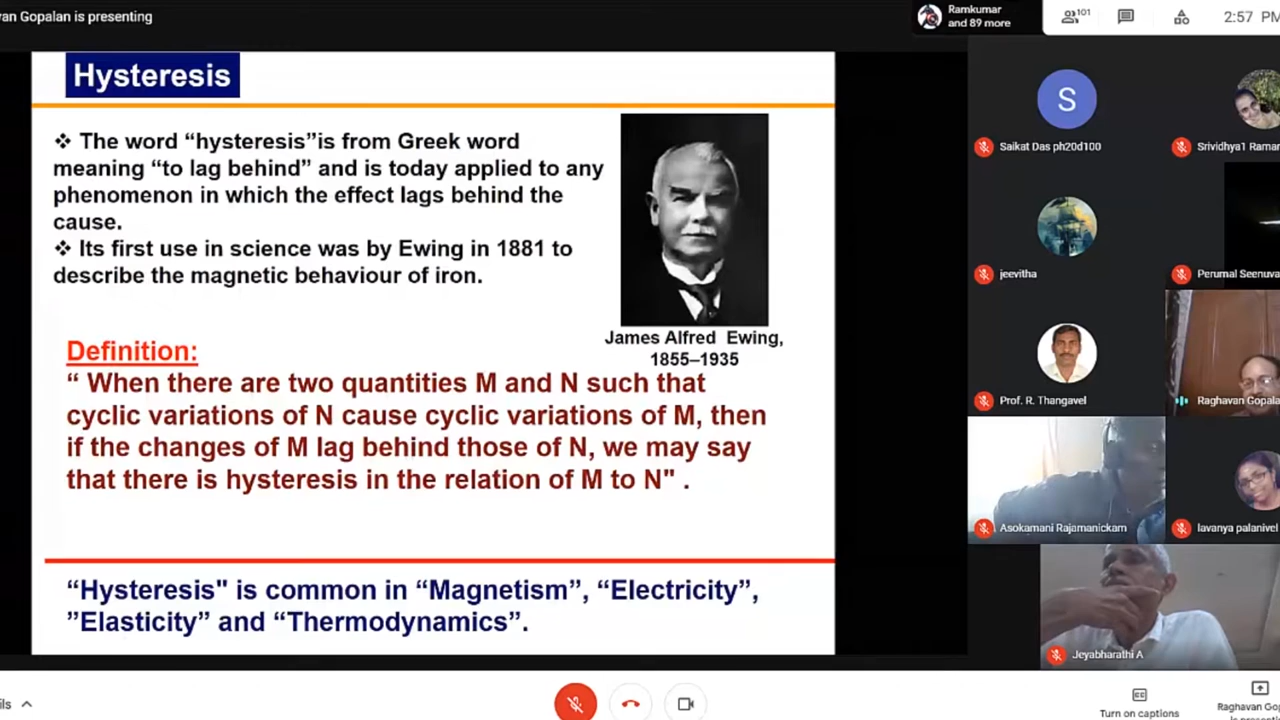 van Gopalan is presenting
Ramkumar
and 89 more
101
2:57 PM
Hysteresis
❖ The word “hysteresis”is from Greek word
meaning “to lag behind” and is today applied to any
phenomenon in which the effect lags behind the
cause.
❖ Its first use in science was by Ewing in 1881 to
describe the magnetic behaviour of iron.
James Alfred Ewing,
1855–1935
Definition:
“ When there are two quantities M and N such that
cyclic variations of N cause cyclic variations of M, then
if the changes of M lag behind those of N, we may say
that there is hysteresis in the relation of M to N" .
“Hysteresis" is common in “Magnetism”, “Electricity”,
”Elasticity” and “Thermodynamics”.
S
Saikat Das ph20d100
Srividhya1 Raman
jeevitha
Perumal Seenuva
Prof. R. Thangavel
Raghavan Gopala
Asokamani Rajamanickam
lavanya palanivel
Jeyabharathi A
ils
Turn on captions
Raghavan Gop
is presenti